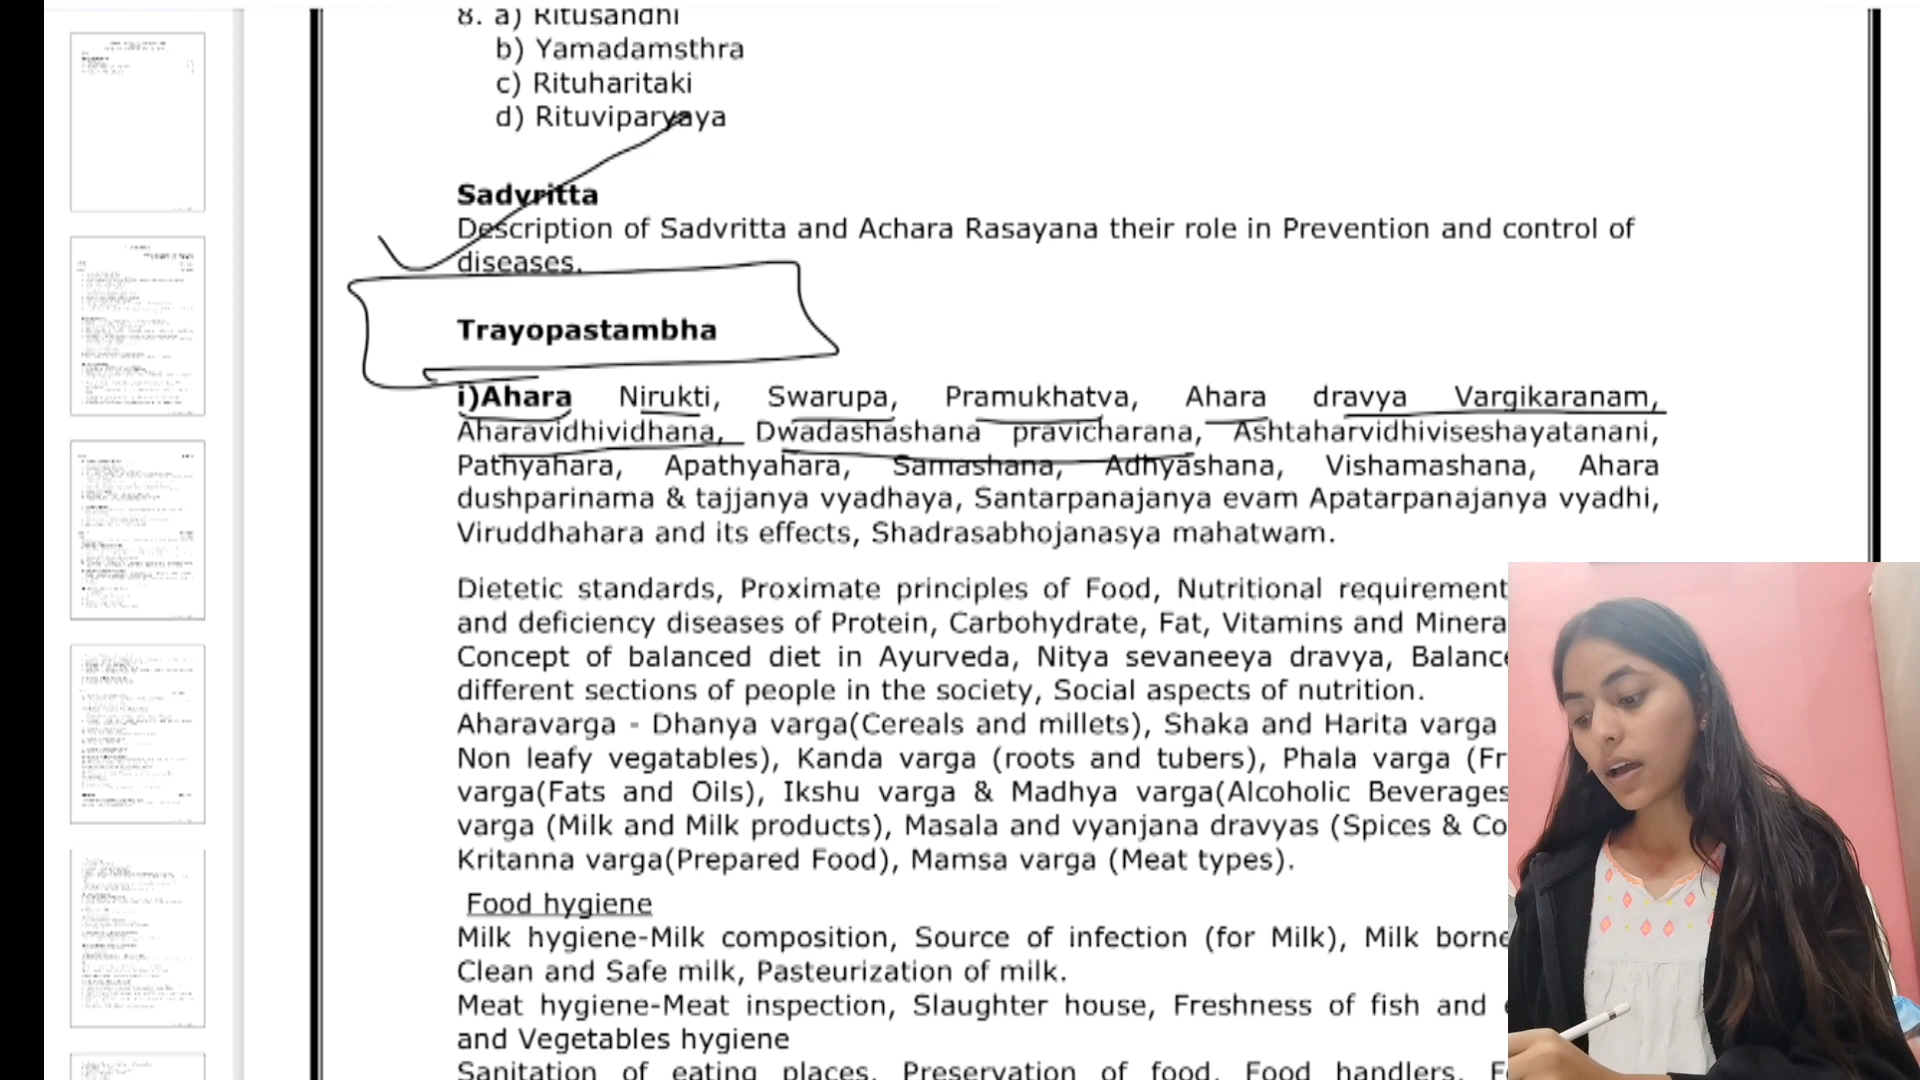 8. a) Ritusandhi
b) Yamadamsthra
c) Rituharitaki
d) Rituviparyaya
Sadvritta
Description of Sadvritta and Achara Rasayana their role in Prevention and control of
diseases.
Trayopastambha
i)Ahara Nirukti, Swarupa, Pramukhatva, Ahara dravya Vargikaranam,
Aharavidhividhana, Dwadashashana pravicharana, Ashtaharvidhiviseshayatanani,
Pathyahara, Apathyahara, Samashana, Adhyashana, Vishamashana, Ahara
dushparinama & tajjanya vyadhaya, Santarpanajanya evam Apatarpanajanya vyadhi,
Viruddhahara and its effects, Shadrasabhojanasya mahatwam.
Dietetic standards, Proximate principles of Food, Nutritional requirement
and deficiency diseases of Protein, Carbohydrate, Fat, Vitamins and Minera
Concept of balanced diet in Ayurveda, Nitya sevaneeya dravya, Balance
different sections of people in the society, Social aspects of nutrition.
Aharavarga - Dhanya varga(Cereals and millets), Shaka and Harita varga
Non leafy vegatables), Kanda varga (roots and tubers), Phala varga (Fr
varga(Fats and Oils), Ikshu varga & Madhya varga(Alcoholic Beverages
varga (Milk and Milk products), Masala and vyanjana dravyas (Spices & Co
Kritanna varga(Prepared Food), Mamsa varga (Meat types).
Food hygiene
Milk hygiene-Milk composition, Source of infection (for Milk), Milk borne
Clean and Safe milk, Pasteurization of milk.
Meat hygiene-Meat inspection, Slaughter house, Freshness of fish and
and Vegetables hygiene
Sanitation of eating places, Preservation of food, Food handlers,